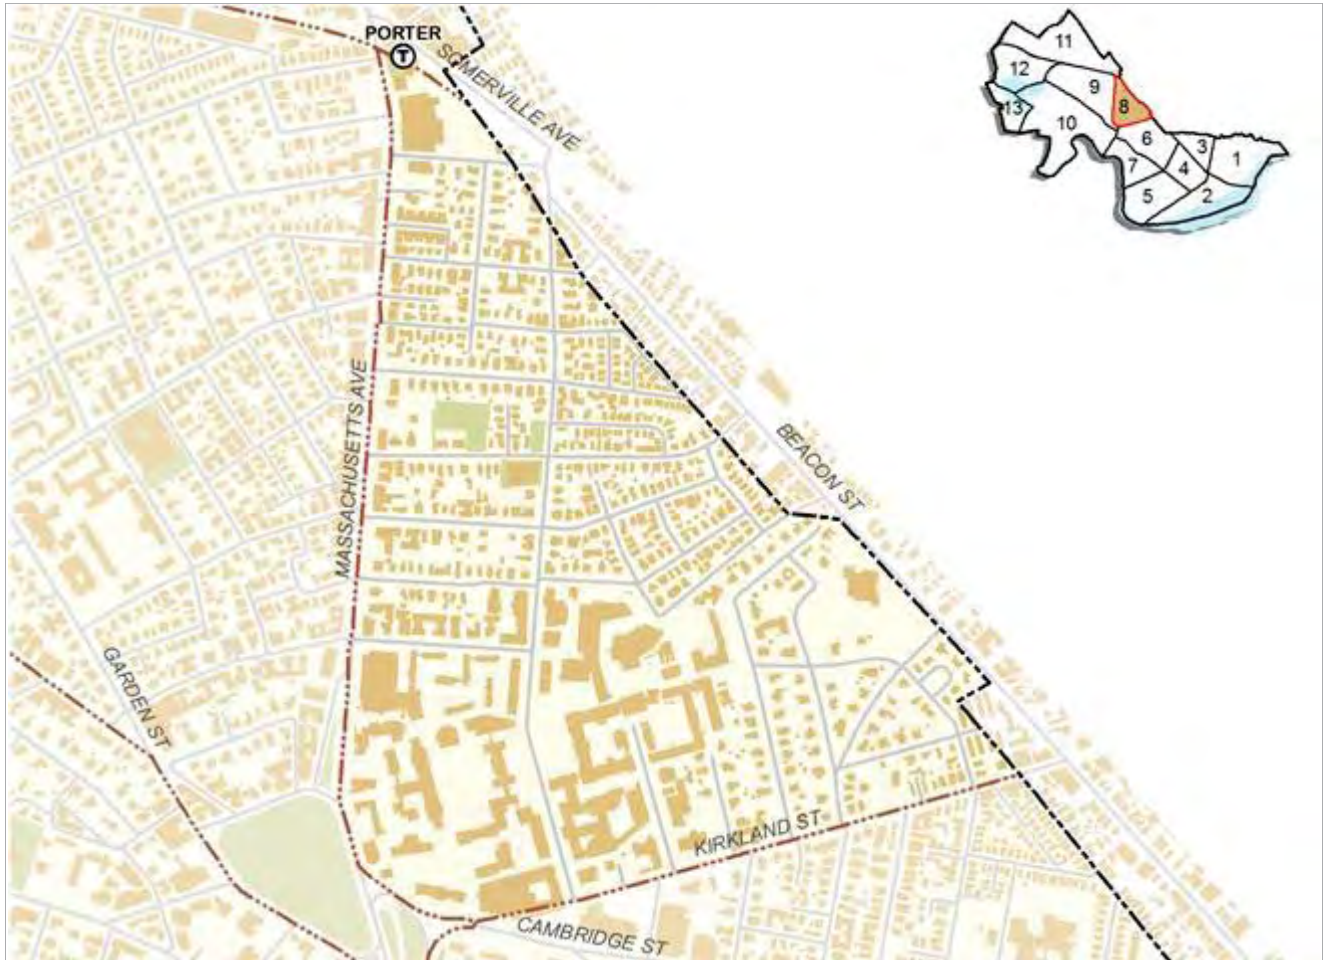 PORTER
T
SOMERVILLE AVE
11
12
9
13
8
10
6
3
1
7
4
5
2
MASSACHUSETTS AVE
BEACON ST
GARDEN ST
KIRKLAND ST
CAMBRIDGE ST